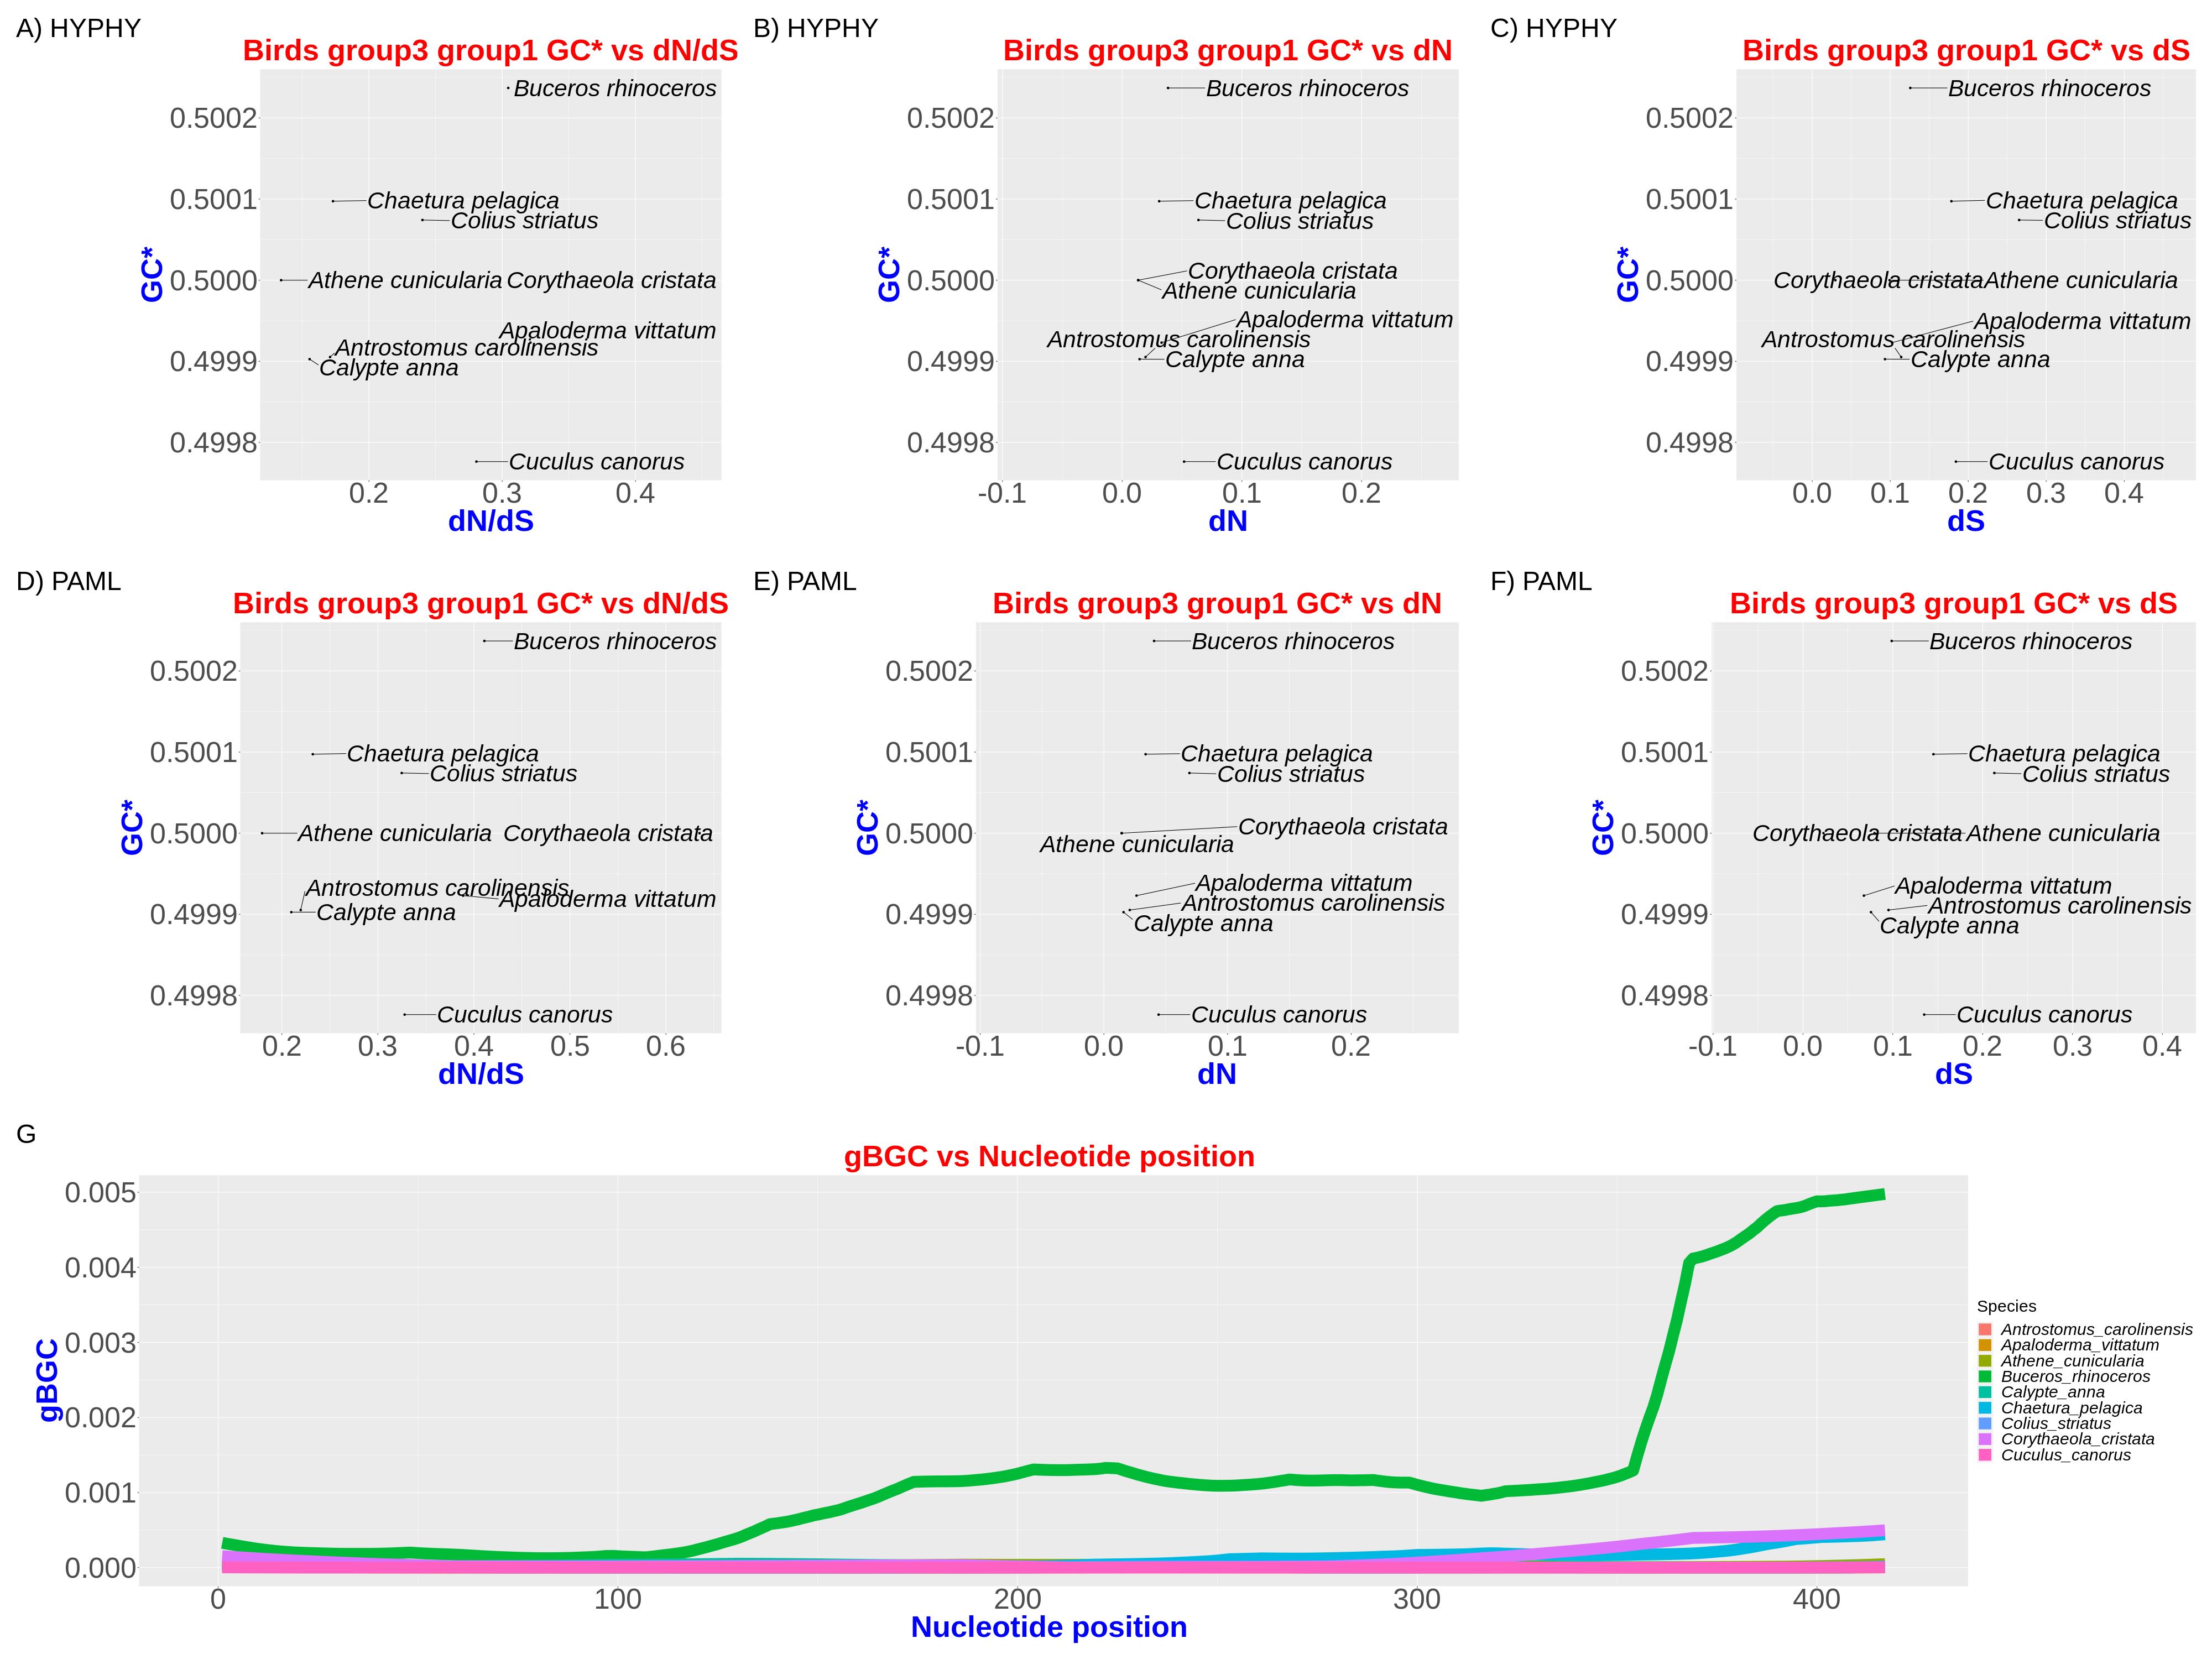 A) HYPHY
Birds group3 group1 GC* vs dN/dS
Buceros rhinoceros
0.5002
Chaetura pelagica
0.5001
Colius striatus
GC*
0.5000
Athene cunicularia
Corythaeola cristata
Apaloderma vittatum
Antrostomus carolinensis
0.4999
Calypte anna
0.4998
Cuculus canorus
0.2 0.3 0.4
dN/dS
B) HYPHY
Birds group3 group1 GC* vs dN
Buceros rhinoceros
0.5002
Chaetura pelagica
0.5001
Colius striatus
GC*
Corythaeola cristata
0.5000
Athene cunicularia
Apaloderma vittatum
Antrostomus carolinensis
0.4999
Calypte anna
0.4998
Cuculus canorus
-0.1 0.0 0.1 0.2
dN
C) HYPHY
Birds group3 group1 GC* vs dS
Buceros rhinoceros
0.5002
Chaetura pelagica
0.5001
Colius striatus
GC*
0.5000
Corythaeola cristata
Athene cunicularia
Apaloderma vittatum
Antrostomus carolinensis
0.4999
Calypte anna
0.4998
Cuculus canorus
0.0 0.1 0.2 0.3 0.4
dS
D) PAML
Birds group3 group1 GC* vs dN/dS
Buceros rhinoceros
0.5002
Chaetura pelagica
0.5001
Colius striatus
GC*
0.5000
Athene cunicularia
Corythaeola cristata
Antrostomus carolinensis
Apaloderma vittatum
0.4999
Calypte anna
0.4998
Cuculus canorus
0.2 0.3 0.4 0.5 0.6
dN/dS
E) PAML
Birds group3 group1 GC* vs dN
Buceros rhinoceros
0.5002
Chaetura pelagica
0.5001
Colius striatus
GC*
Corythaeola cristata
0.5000
Athene cunicularia
Apaloderma vittatum
Antrostomus carolinensis
0.4999
Calypte anna
0.4998
Cuculus canorus
-0.1 0.0 0.1 0.2
dN
F) PAML
Birds group3 group1 GC* vs dS
Buceros rhinoceros
0.5002
Chaetura pelagica
0.5001
Colius striatus
GC*
0.5000
Corythaeola cristata
Athene cunicularia
Apaloderma vittatum
Antrostomus carolinensis
0.4999
Calypte anna
0.4998
Cuculus canorus
-0.1 0.0 0.1 0.2 0.3 0.4
dS
G
gBGC vs Nucleotide position
0.005
0.004
0.003
gBGC
0.002
0.001
0.000
0 100 200 300 400
Nucleotide position
Species
Antrostomus_carolinensis
Apaloderma_vittatum
Athene_cunicularia
Buceros_rhinoceros
Calypte_anna
Chaetura_pelagica
Colius_striatus
Corythaeola_cristata
Cuculus_canorus